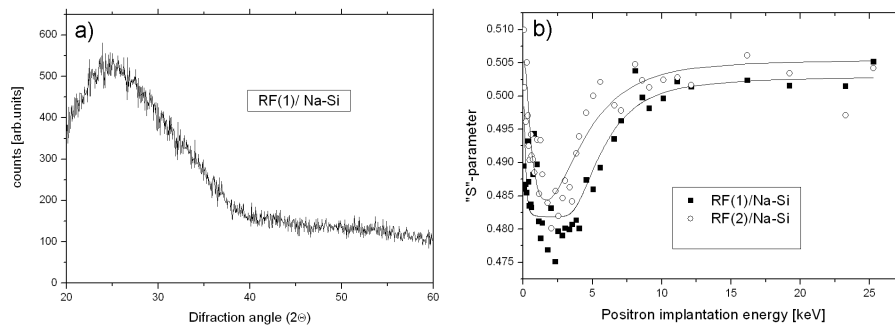 a)
600
500
400
300
200
100
0
counts [arb.units]
RF(1)/ Na-Si
20
30
40
50
60
Difraction angle (2Θ)
b)
0.510
0.505
0.500
0.495
0.490
0.485
0.480
0.475
"S"-parameter
RF(1)/Na-Si
RF(2)/Na-Si
0
5
10
15
20
25
Positron implantation energy [keV]